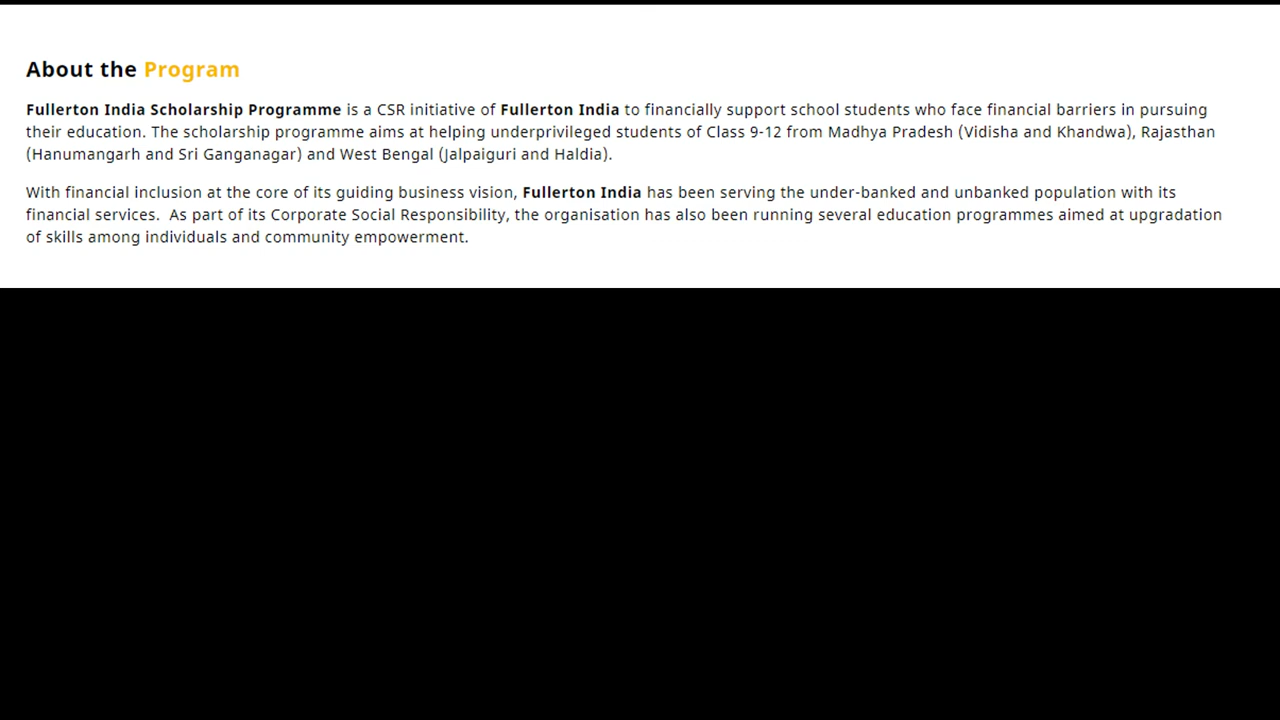 About the Program
Fullerton India Scholarship Programme is a CSR initiative of Fullerton India to financially support school students who face financial barriers in pursuing
their education. The scholarship programme aims at helping underprivileged students of Class 9-12 from Madhya Pradesh (Vidisha and Khandwa), Rajasthan
(Hanumangarh and Sri Ganganagar) and West Bengal (Jalpaiguri and Haldia).
With financial inclusion at the core of its guiding business vision, Fullerton India has been serving the under-banked and unbanked population with its
financial services.  As part of its Corporate Social Responsibility, the organisation has also been running several education programmes aimed at upgradation
of skills among individuals and community empowerment.